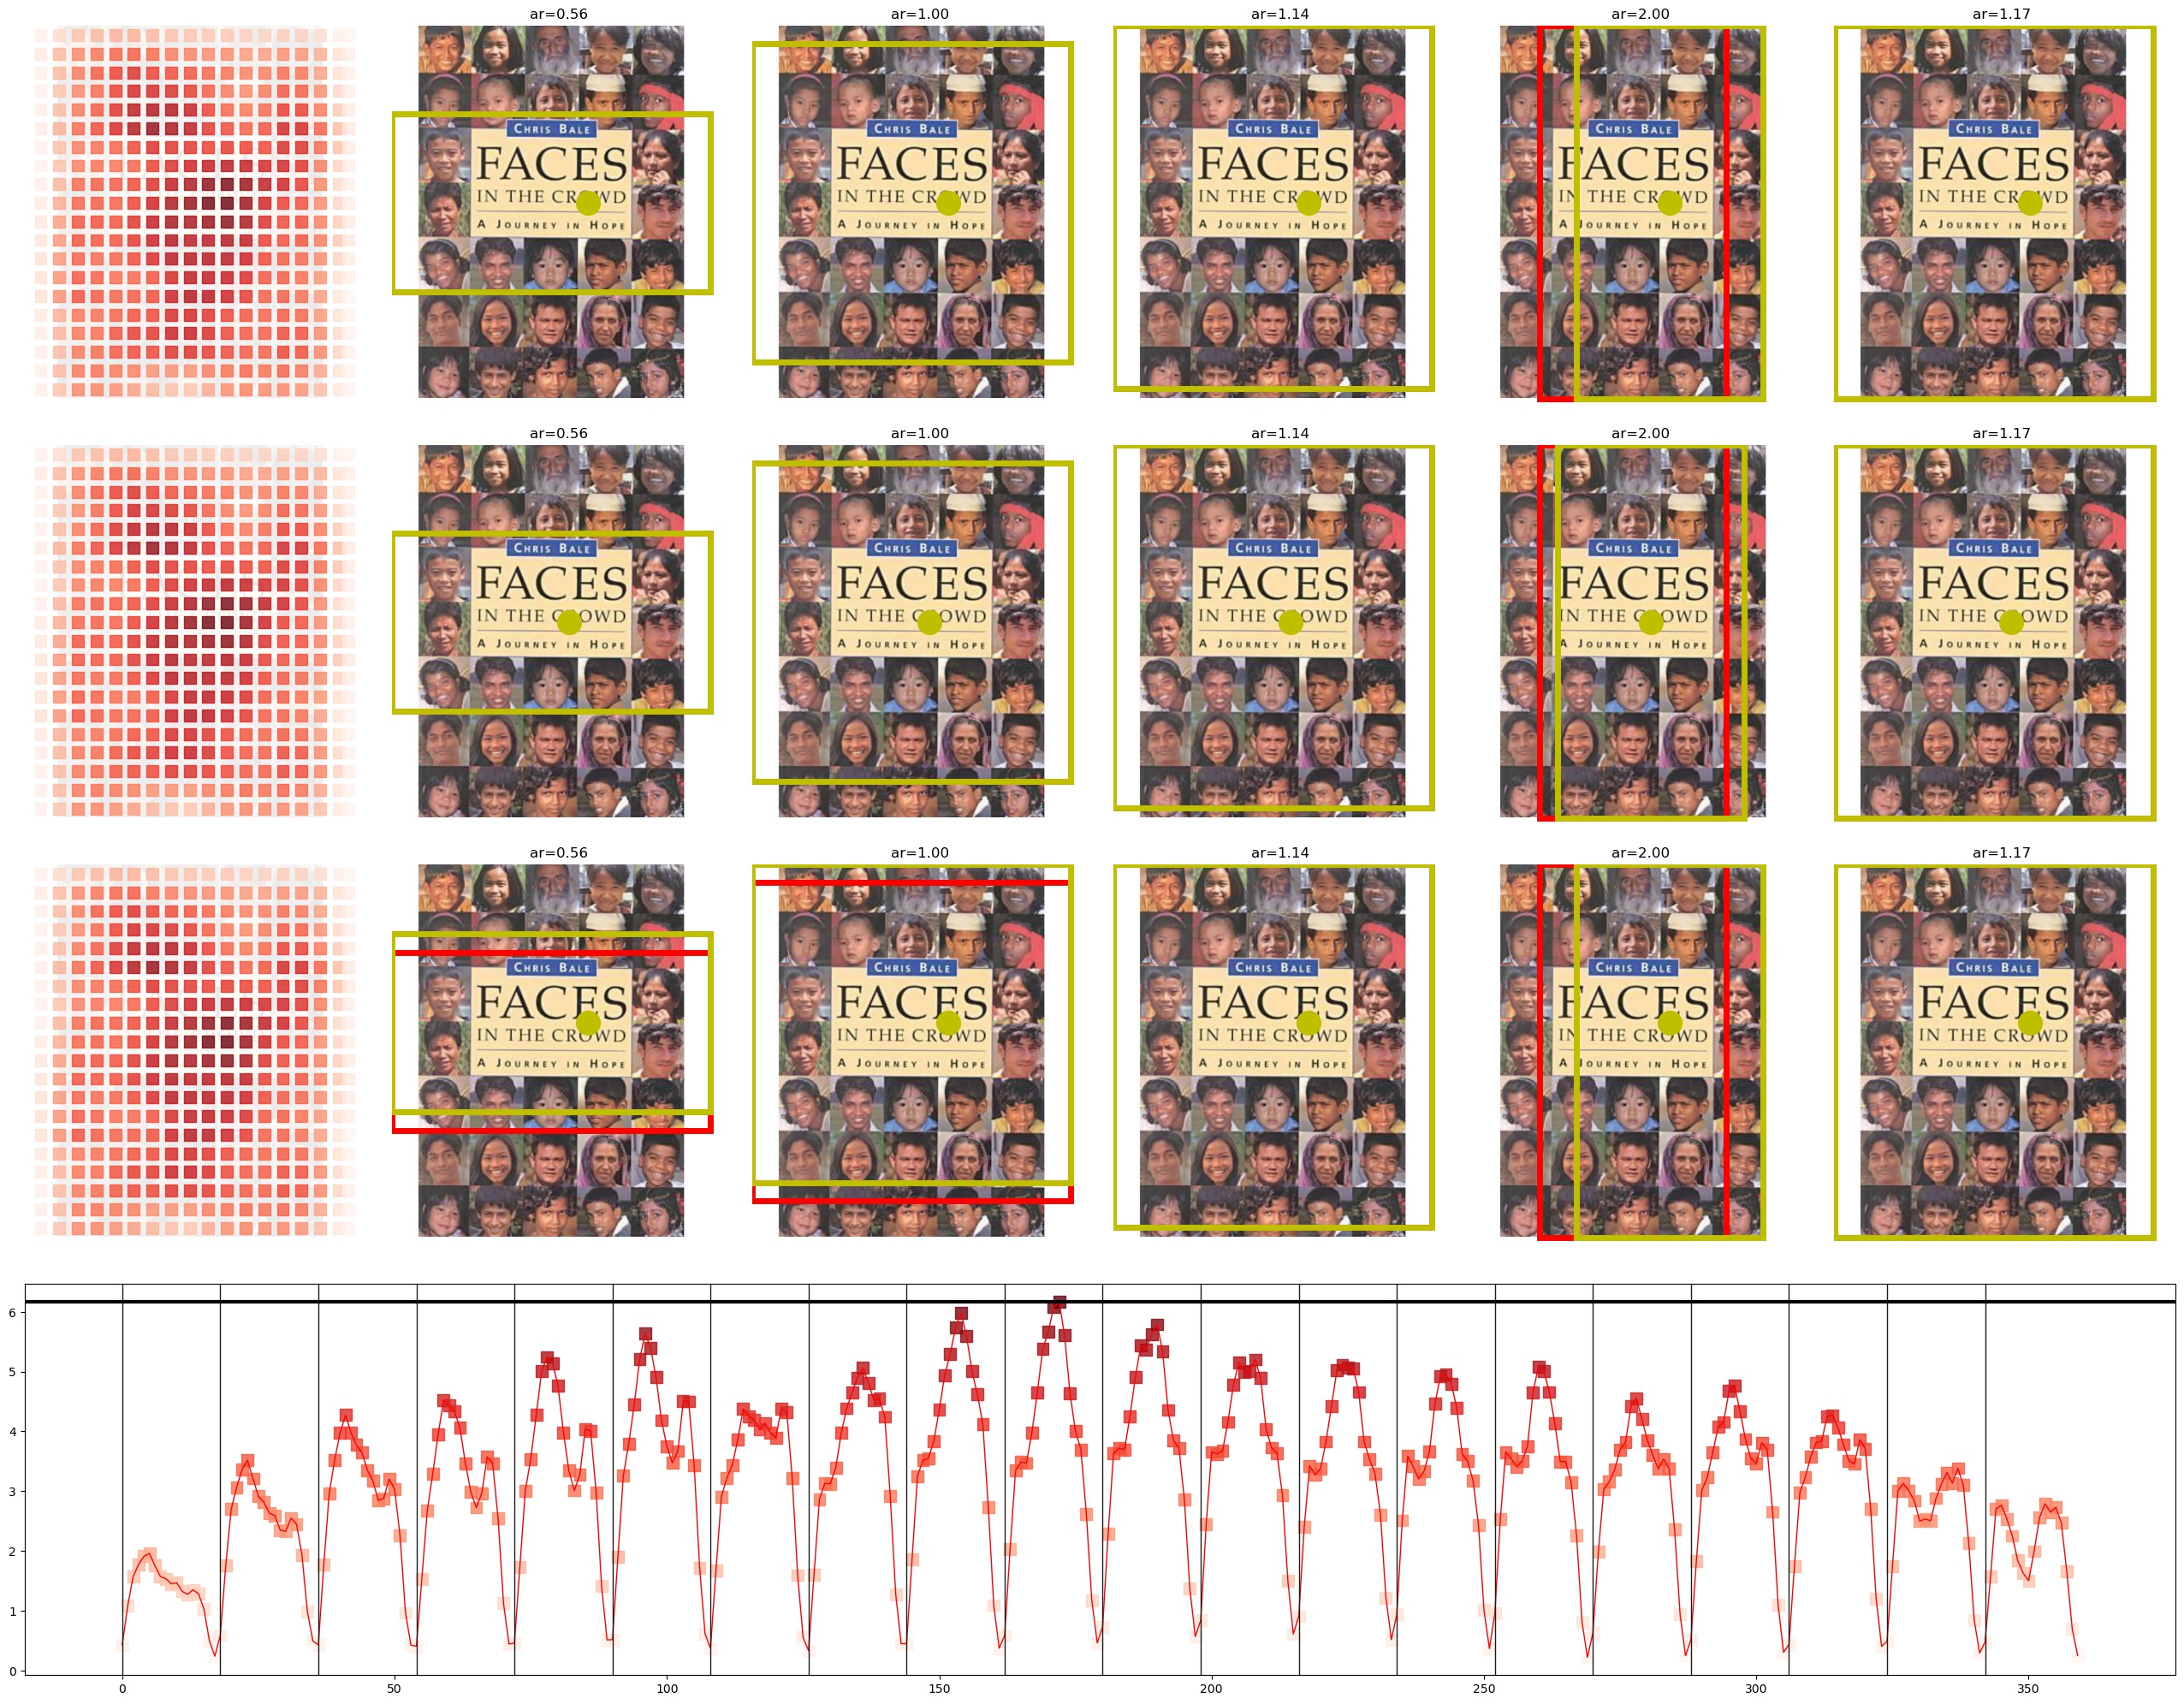 ar=0.56
CHRIS BALE
FACES
IN THE CROWD
A JOURNEY IN HOPE
ar=1.00
CHRIS BALE
FACES
IN THE CROWD
A JOURNEY IN HOPE
ar=1.14
CHRIS BALE
FACES
IN THE CROWD
A JOURNEY IN HOPE
ar=2.00
CHRIS BALE
FACES
IN THE CROWD
A JOURNEY IN HOPE
ar=1.17
CHRIS BALE
FACES
IN THE CROWD
A JOURNEY IN HOPE
ar=0.56
CHRIS BALE
FACES
IN THE CROWD
A JOURNEY IN HOPE
ar=1.00
CHRIS BALE
FACES
IN THE CROWD
A JOURNEY IN HOPE
ar=1.14
CHRIS BALE
FACES
IN THE CROWD
A JOURNEY IN HOPE
ar=2.00
CHRIS BALE
FACES
IN THE CROWD
A JOURNEY IN HOPE
ar=1.17
CHRIS BALE
FACES
IN THE CROWD
A JOURNEY IN HOPE
ar=0.56
CHRIS BALE
FACES
IN THE CROWD
A JOURNEY IN HOPE
ar=1.00
CHRIS BALE
FACES
IN THE CROWD
A JOURNEY IN HOPE
ar=1.14
CHRIS BALE
FACES
IN THE CROWD
A JOURNEY IN HOPE
ar=2.00
CHRIS BALE
FACES
IN THE CROWD
A JOURNEY IN HOPE
ar=1.17
CHRIS BALE
FACES
IN THE CROWD
A JOURNEY IN HOPE
6
5
4
3
2
1
0
0 50 100 150 200 250 300 350